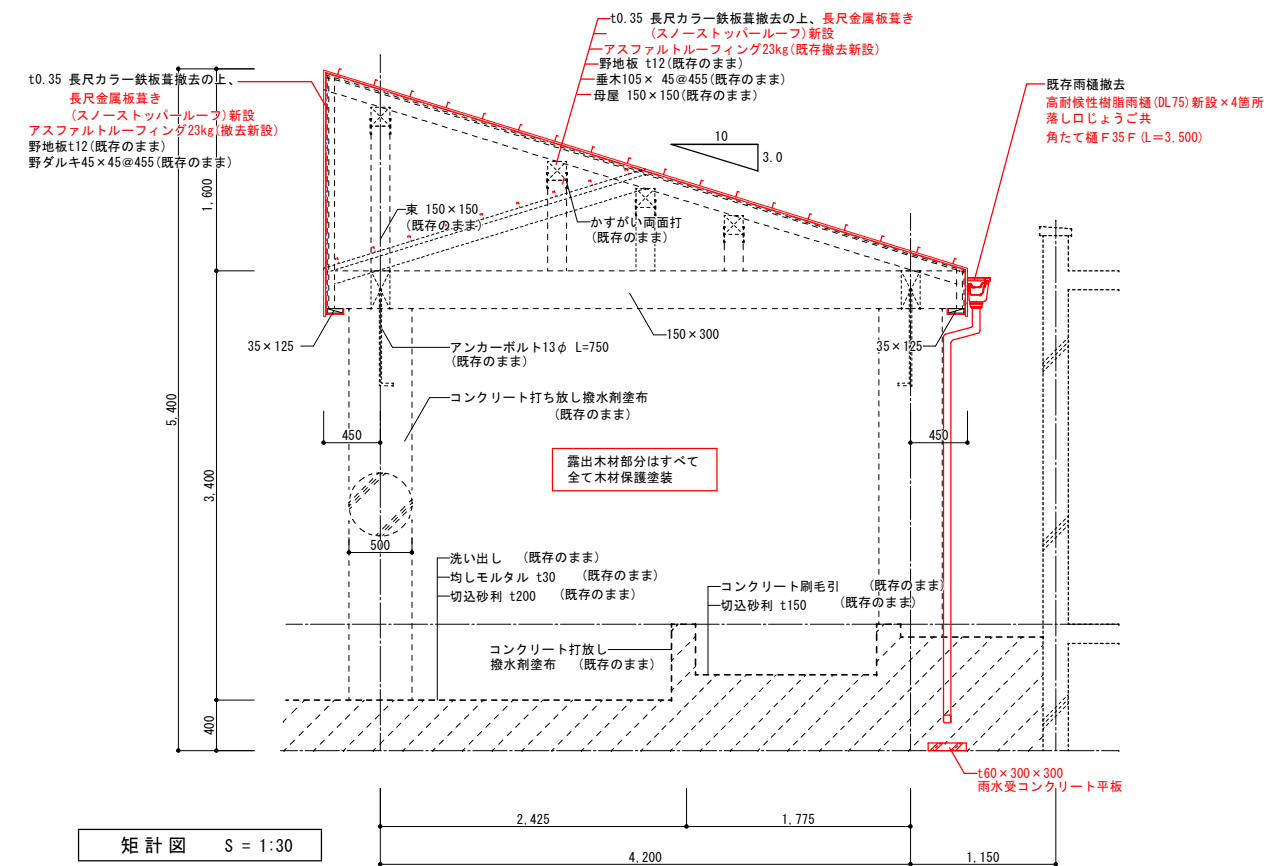 t0.35 長尺カラー鉄板葺撤去の上、長尺金属板葺き
(スノーストッパールーフ)新設
アスファルトルーフィング23kg(既存撤去新設)
野地板 t12(既存のまま)
垂木105× 45@455(既存のまま)
母屋 150×150(既存のまま)
t0.35 長尺カラー鉄板葺撤去の上、
長尺金属板葺き
(スノーストッパールーフ)新設
アスファルトルーフィング23kg(撤去新設)
野地板t12(既存のまま)
野ダルキ45×45@455(既存のまま)
既存雨樋撤去
高耐候性樹脂雨樋(DL75)新設×4箇所
落し口じょうご共
角たて樋F35F(L=3,500)
10
3.0
1,600
束 150×150
(既存のまま)
かすがい両面打
(既存のまま)
150×300
35×125
35×125
アンカーボルト13φ L=750
(既存のまま)
コンクリート打ち放し撥水剤塗布
(既存のまま)
5,400
450
450
3,400
露出木材部分はすべて
全て木材保護塗装
500
洗い出し (既存のまま)
均しモルタル t30 (既存のまま)
切込砂利 t200 (既存のまま)
コンクリート刷毛引 (既存のまま)
切込砂利 t150 (既存のまま)
コンクリート打放し
撥水剤塗布 (既存のまま)
400
t60×300×300
雨水受コンクリート平板
2,425
1,775
4,200
1,150
矩計図 S = 1:30